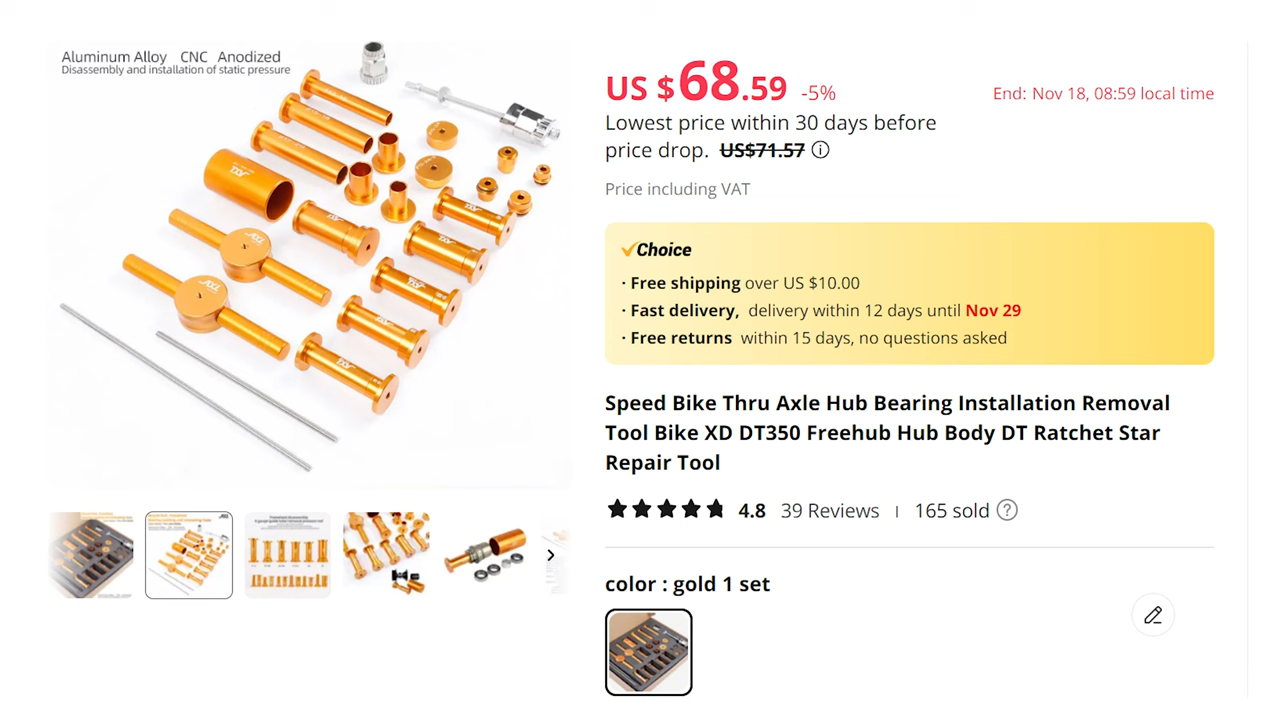 Aluminum Alloy CNC Anodized
Disassembly and installation of static pressure
US $68.59 -5%
End: Nov 18, 08:59 local time
Lowest price within 30 days before
price drop. US$71.57
Price including VAT
Choice
· Free shipping over US $10.00
· Fast delivery, delivery within 12 days until Nov 29
· Free returns within 15 days, no questions asked
Speed Bike Thru Axle Hub Bearing Installation Removal
Tool Bike XD DT350 Freehub Hub Body DT Ratchet Star
Repair Tool
4.8 39 Reviews | 165 sold
color : gold 1 set